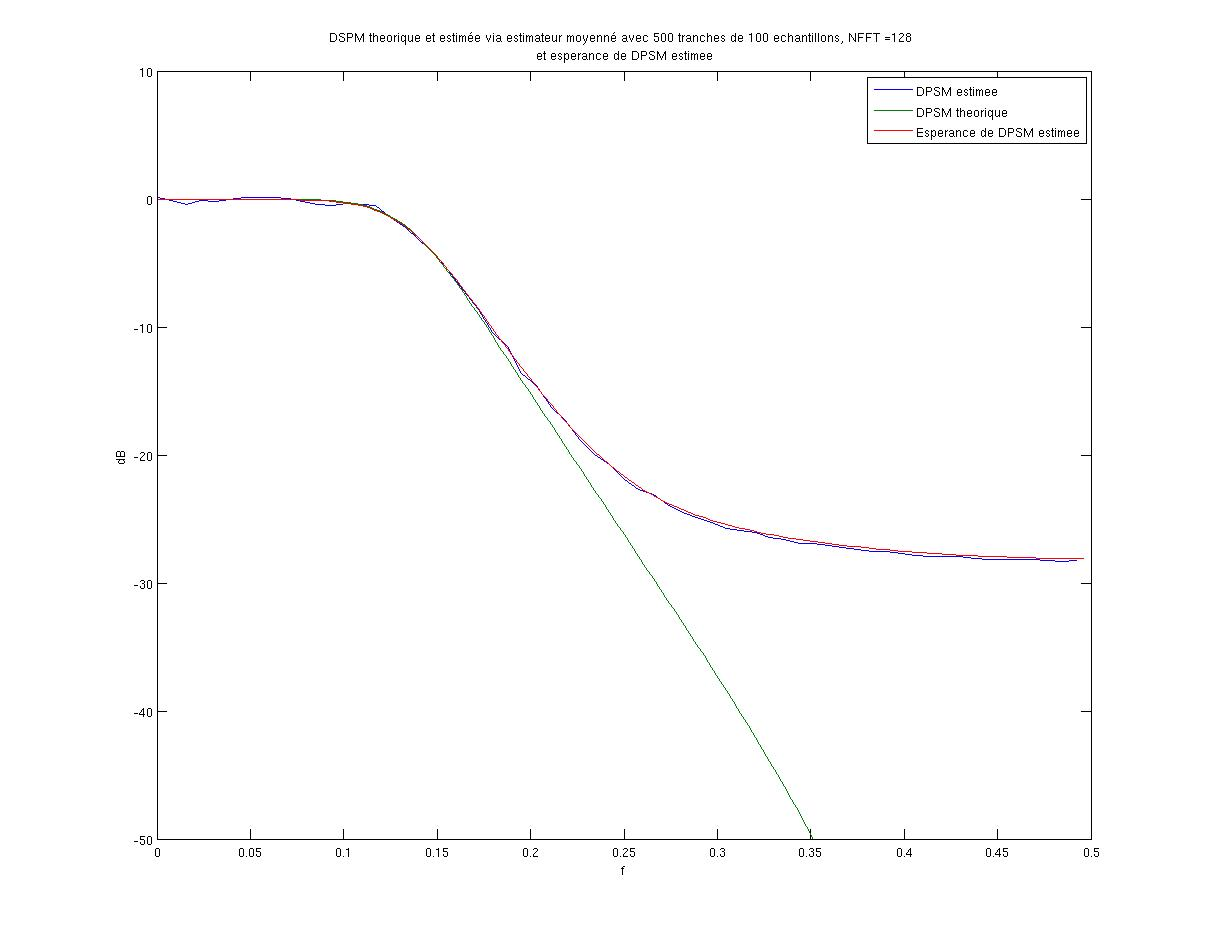 DSPM theorique et estimée via estimateur moyenné avec 500 tranches de 100 echantillons, NFFT =128
et esperance de DPSM estimee
10
DPSM estimee
DPSM theorique
Esperance de DPSM estimee
0
-10
dB
-20
-30
-40
-50
0
0.05
0.1
0.15
0.2
0.25
0.3
0.35
0.4
0.45
0.5
f